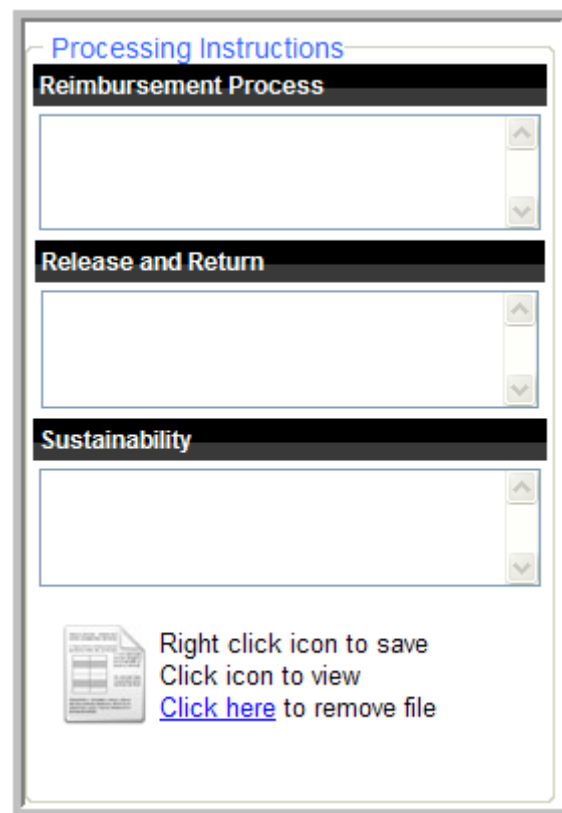 Processing Instructions
Reimbursement Process
Release and Return
Sustainability
Right click icon to save
Click icon to view
Click here to remove file